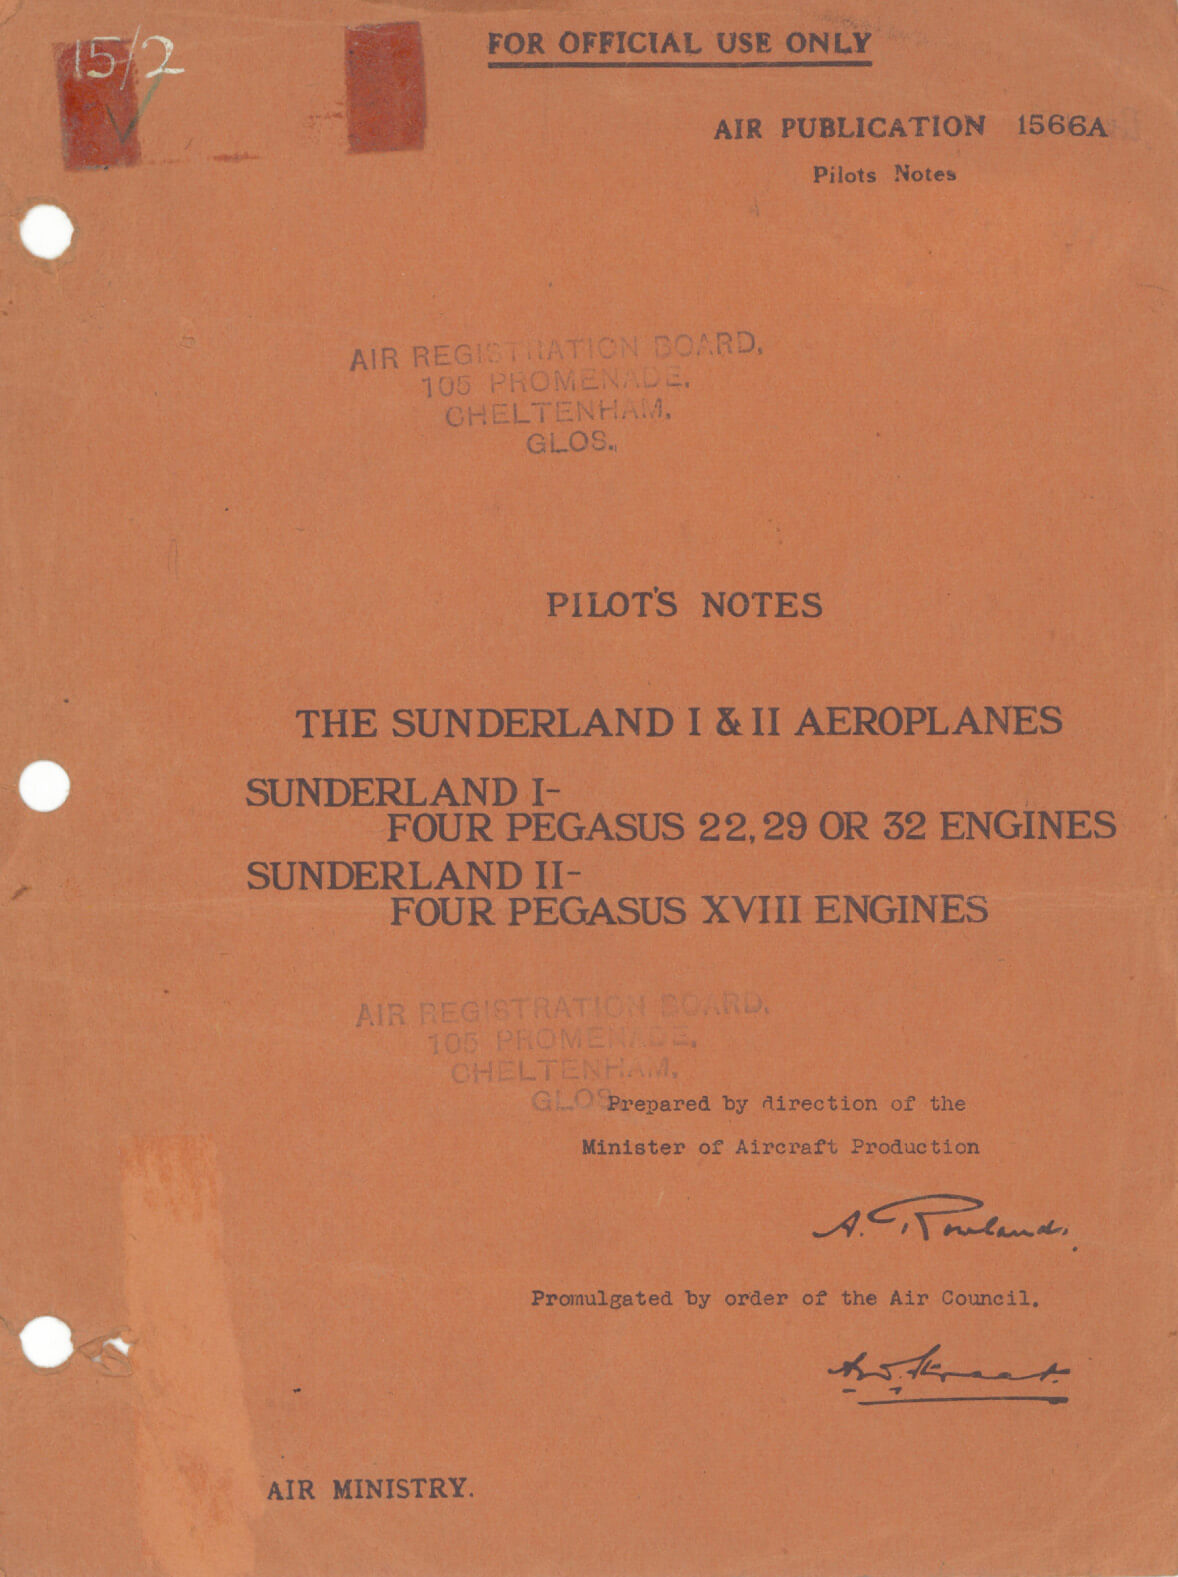 15/2
FOR OFFICIAL USE ONLY
AIR PUBLICATION 1566A
Pilots Notes
AIR REGISTRATION BOARD,
105 PROMENADE,
CHELTENHAM,
GLOS.,
PILOT'S NOTES
THE SUNDERLAND I & II AEROPLANES
SUNDERLAND I-
FOUR PEGASUS 22, 29 OR 32 ENGINES
SUNDERLAND II-
FOUR PEGASUS XVIII ENGINES
AIR REGISTRATION BOARD,
105 PROMENADE,
CHELTENHAM,
GLOS.
Prepared by direction of the
Minister of Aircraft Production
A. Rowlands.
Promulgated by order of the Air Council.
AIR MINISTRY.